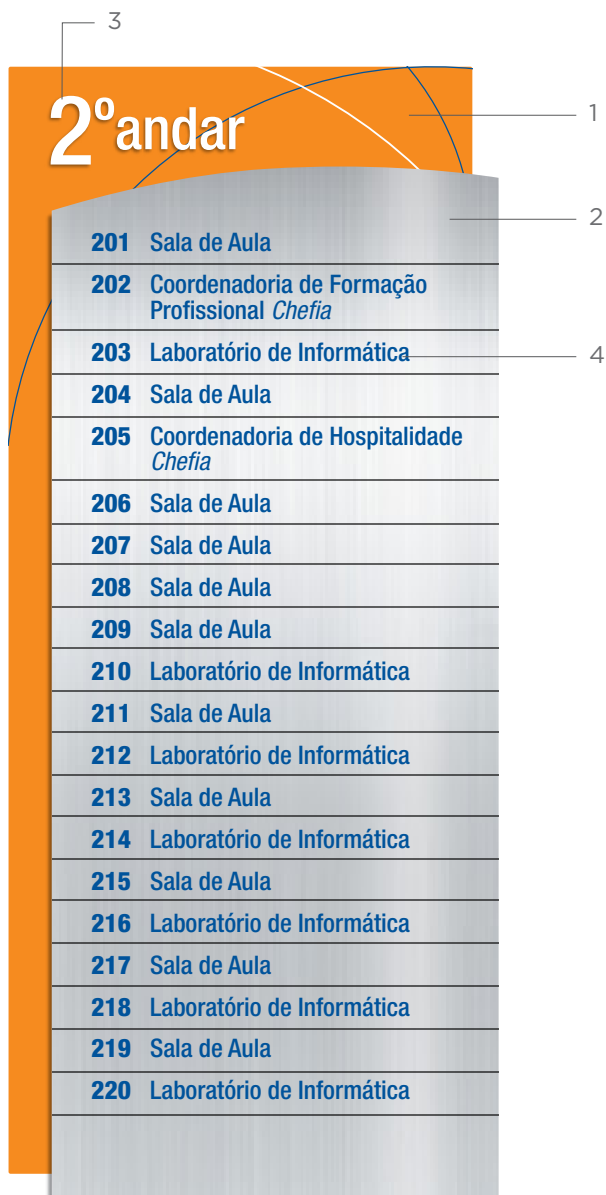 3
2º andar
1
2
201 Sala de Aula
202 Coordenadoria de Formação
Profissional Chefia
203 Laboratório de Informática
4
204 Sala de Aula
205 Coordenadoria de Hospitalidade
Chefia
206 Sala de Aula
207 Sala de Aula
208 Sala de Aula
209 Sala de Aula
210 Laboratório de Informática
211 Sala de Aula
212 Laboratório de Informática
213 Sala de Aula
214 Laboratório de Informática
215 Sala de Aula
216 Laboratório de Informática
217 Sala de Aula
218 Laboratório de Informática
219 Sala de Aula
220 Laboratório de Informática